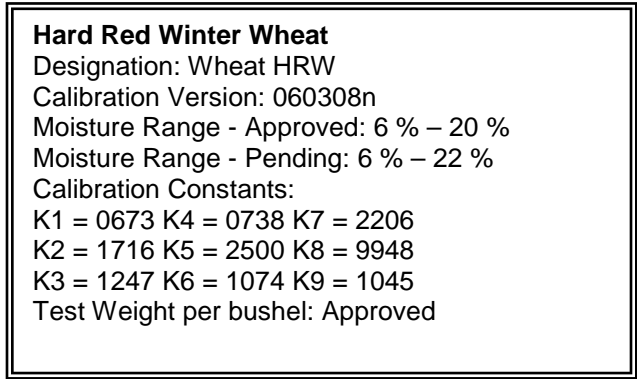 Hard Red Winter Wheat
Designation: Wheat HRW
Calibration Version: 060308n
Moisture Range - Approved: 6 % – 20 %
Moisture Range - Pending: 6 % – 22 %
Calibration Constants:
K1 = 0673 K4 = 0738 K7 = 2206
K2 = 1716 K5 = 2500 K8 = 9948
K3 = 1247 K6 = 1074 K9 = 1045
Test Weight per bushel: Approved